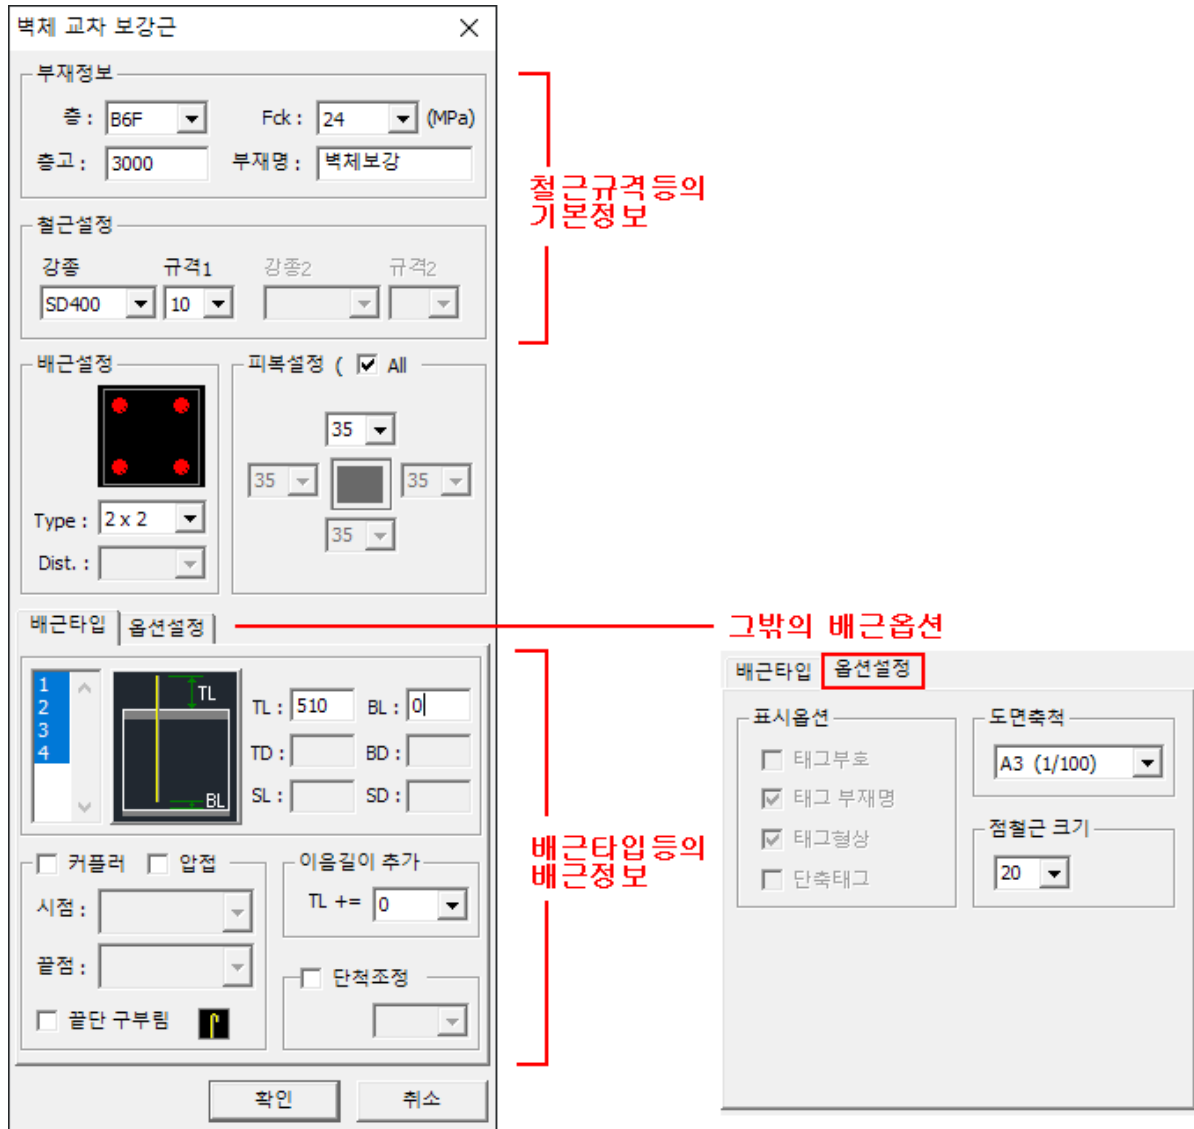 벽체 교차 보강근
부재정보
층 : B6F Fck : 24 (MPa)
층고 : 3000 부재명 : 벽체보강
철근설정
강종 규격1 강종2 규격2
SD400 10
철근규격등의
기본정보
배근설정
피복설정 ( All
35
35 35
35
Type : 2 x 2
Dist. :
배근타입 옵션설정
그밖의 배근옵션
1
2
3
4
TL
BL
TL : 510 BL : 0
TD : BD :
SL : SD :
커플러 압접
시점 :
끝점 :
끝단 구부림
이음길이 추가
TL += 0
단척조정
배근타입등의
배근정보
확인 취소
배근타입 옵션설정
표시옵션
태그부호
태그 부재명
태그형상
단축태그
도면축척
A3 (1/100)
점철근 크기
20